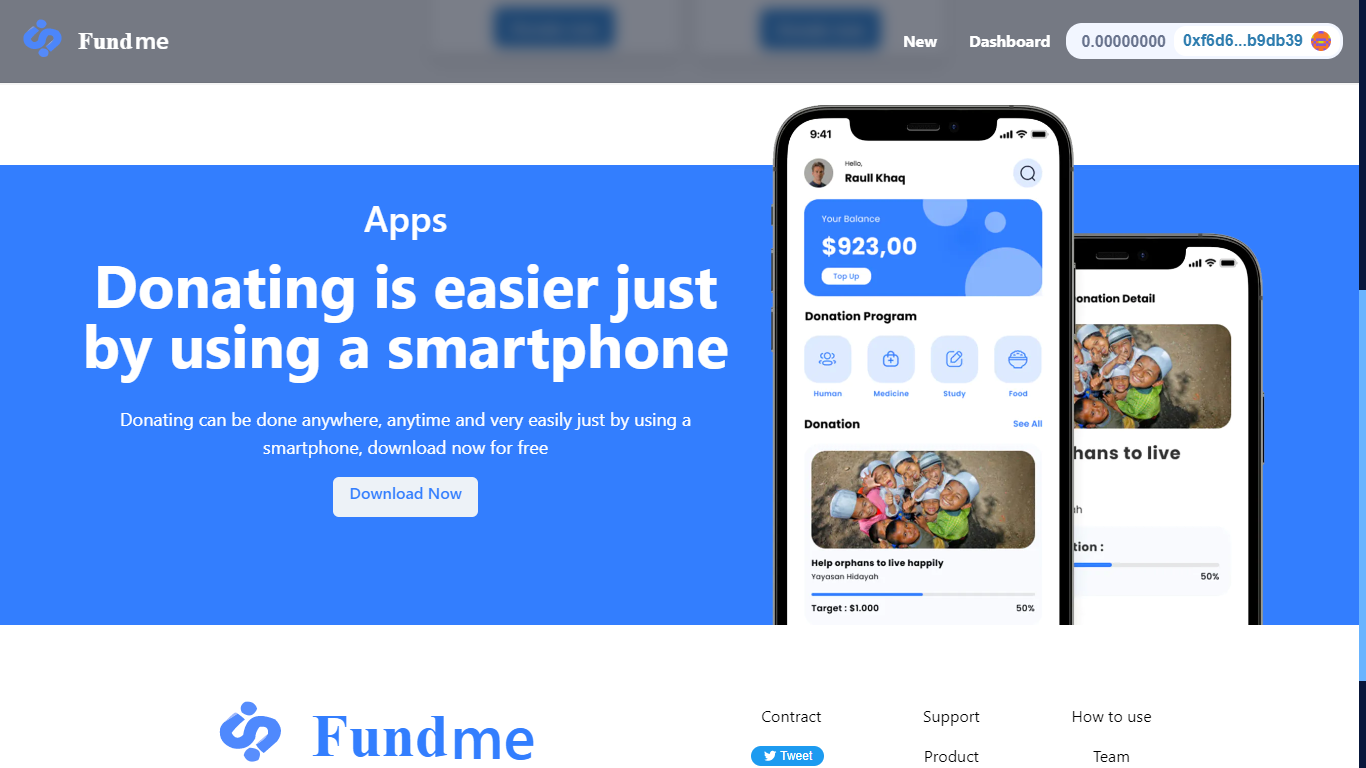 Fundme
New
Dashboard
0.00000000
0xf6d6...b9db39
Apps
Donating is easier just
by using a smartphone
Donating can be done anywhere, anytime and very easily just by using a
smartphone, download now for free
Download Now
9:41
Hello,
Raull Khaq
Your Balance
$923,00
Top Up
Donation Program
Human
Medicine
Study
Food
Donation
See All
Help orphans to live happily
Yayasan Hidayah
Target : $1.000
50%
onation Detail
hans to live
ah
tion :
50%
Fundme
Contract
Support
How to use
Tweet
Product
Team